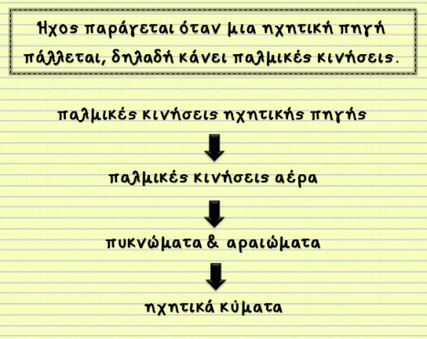 Ήχος παράγεται όταν μια ηχητική πηγή
πάλλεται, δηλαδή κάνει παλμικές κινήσεις.
παλμικές κινήσεις ηχητικής πηγής
παλμικές κινήσεις αέρα
πυκνώματα & αραιώματα
ηχητικά κύματα